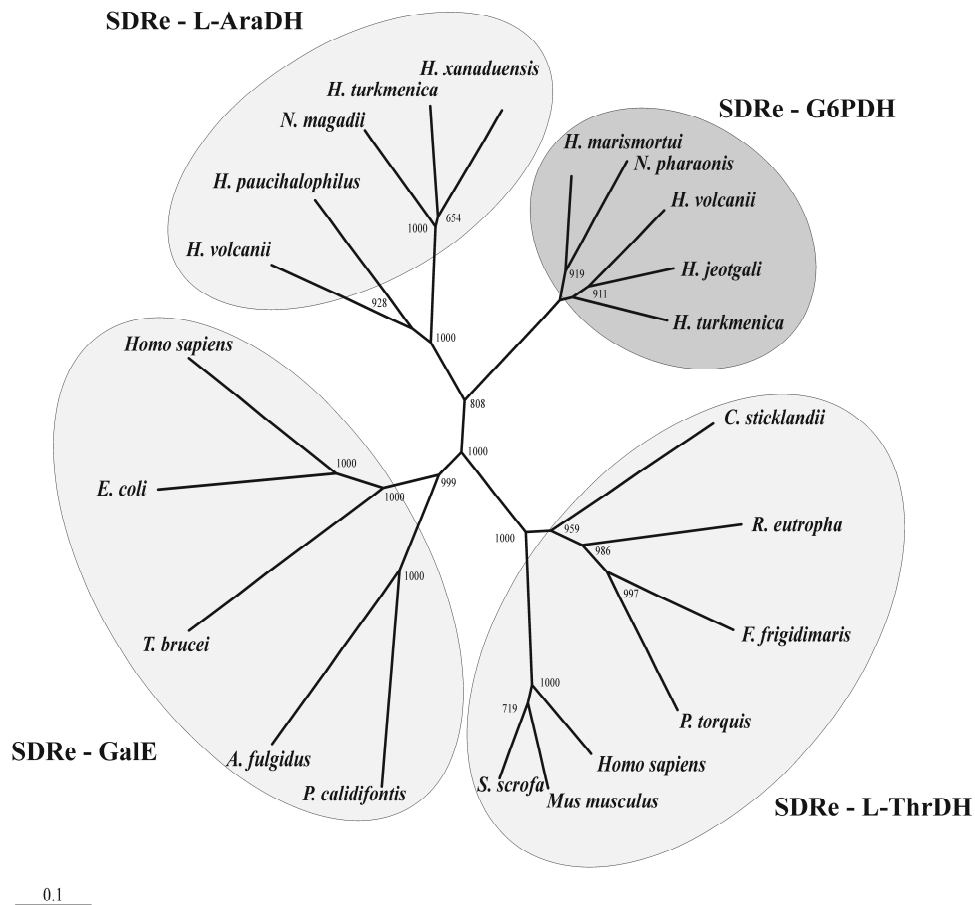 SDRe - L-AraDH
H. xanaduensis
H. turkmenica
N. magadii
H. paucihalophilus
H. volcanii
654
1000
928
1000
SDRe - G6PDH
H. marismortui
N. pharaonis
H. volcanii
H. jeotgali
H. turkmenica
919
911
808
1000
999
Homo sapiens
1000
E. coli
1000
T. brucei
1000
A. fulgidus
P. calidifontis
SDRe - GalE
C. sticklandii
R. eutropha
F. frigidimaris
P. torquis
Homo sapiens
Mus musculus
S. scrofa
1000
959
986
997
1000
719
SDRe - L-ThrDH
0.1